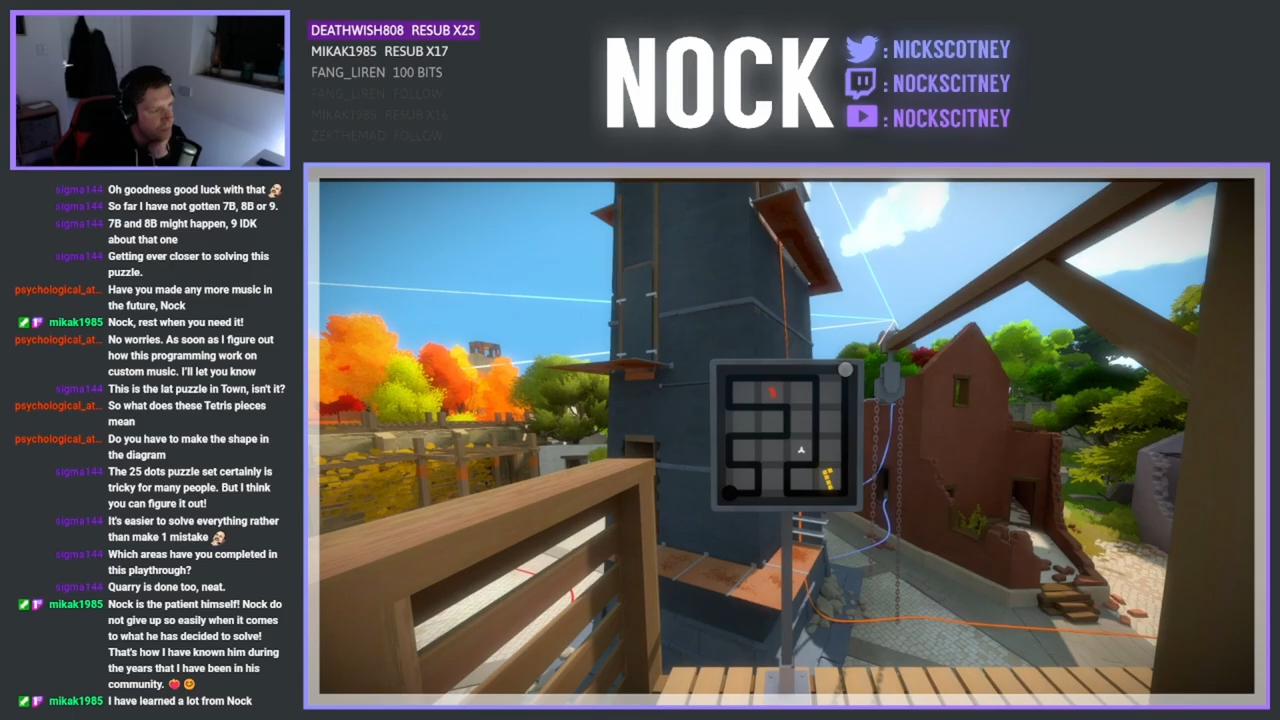 DEATHWISH808 RESUB X25
MIKAK1985 RESUB X17
FANG_LIREN 100 BITS
FANG_LIREN FOLLOW
MIKAK1985 RESUB X16
ZEKTHEMAD FOLLOW
NOCK
: NICKSCOTNEY
: NOCKSCITNEY
: NOCKSCITNEY
sigma144 Oh goodness good luck with that
sigma144 So far I have not gotten 7B, 8B or 9.
sigma144 7B and 8B might happen, 9 IDK
about that one
sigma144 Getting ever closer to solving this
puzzle.
psychological_at... Have you made any more music in
the future, Nock
mikak1985 Nock, rest when you need it!
psychological_at... No worries. As soon as I figure out
how this programming work on
custom music. I'll let you know
sigma144 This is the lat puzzle in Town, isn't it?
psychological_at... So what does these Tetris pieces
mean
psychological_at... Do you have to make the shape in
the diagram
sigma144 The 25 dots puzzle set certainly is
tricky for many people. But I think
you can figure it out!
sigma144 It's easier to solve everything rather
than make 1 mistake
sigma144 Which areas have you completed in
this playthrough?
sigma144 Quarry is done too, neat.
mikak1985 Nock is the patient himself! Nock do
not give up so easily when it comes
to what he has decided to solve!
That's how I have known him during
the years that I have been in his
community.
mikak1985 I have learned a lot from Nock